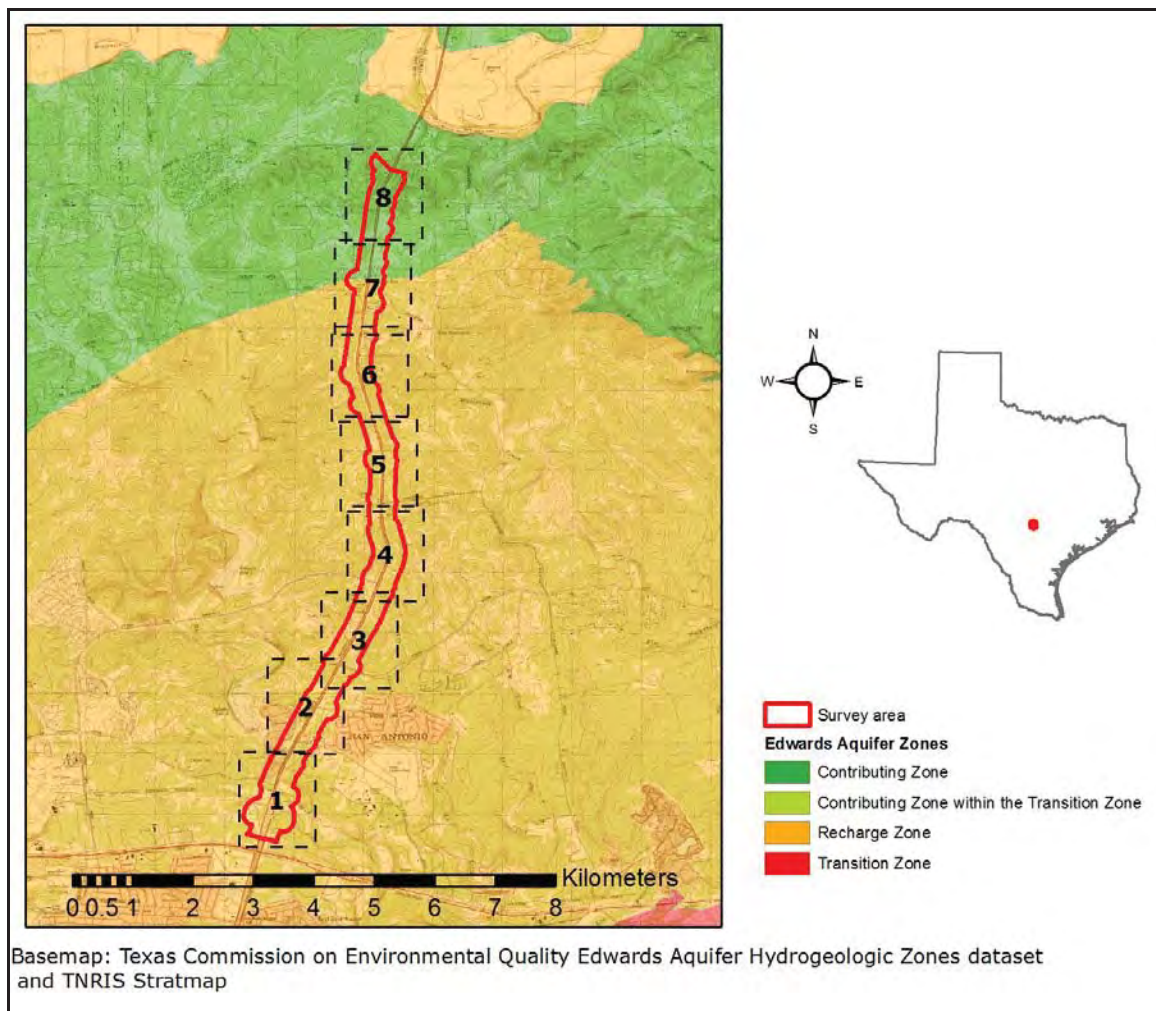 8
7
6
5
4
3
2
SAN ANTONIO
1
Kilometers
0 0.5 1 2 3 4 5 6 7 8
N
W E
S
Survey area
Edwards Aquifer Zones
Contributing Zone
Contributing Zone within the Transition Zone
Recharge Zone
Transition Zone
Basemap: Texas Commission on Environmental Quality Edwards Aquifer Hydrogeologic Zones dataset
and TNRIS Stratmap